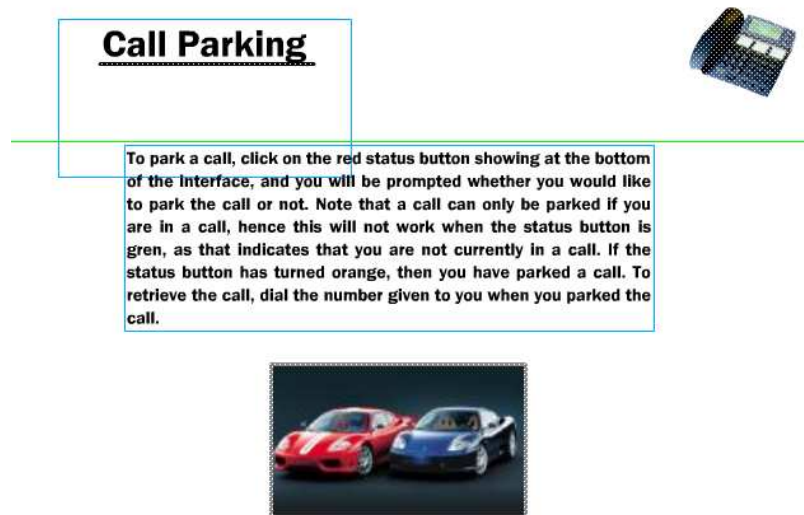 Call Parking
To park a call, click on the red status button showing at the bottom
of the interface, and you will be prompted whether you would like
to park the call or not. Note that a call can only be parked if you
are in a call, hence this will not work when the status button is
gren, as that indicates that you are not currently in a call. If the
status button has turned orange, then you have parked a call. To
retrieve the call, dial the number given to you when you parked the
call.